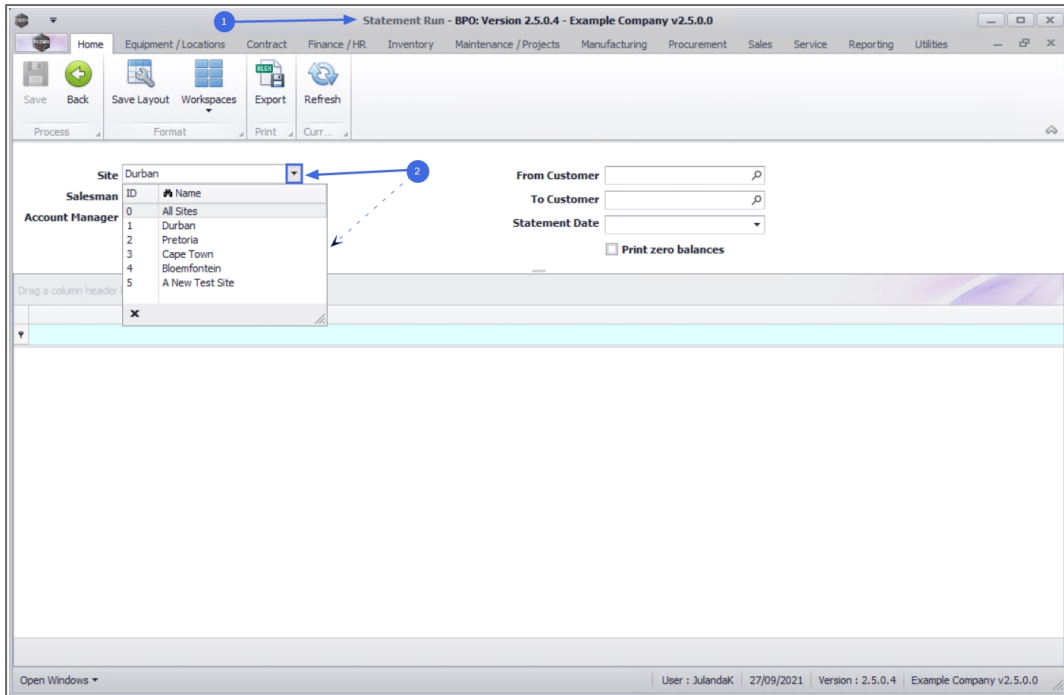 1
Statement Run - BPO: Version 2.5.0.4 - Example Company v2.5.0.0
Home Equipment / Locations Contract Finance / HR Inventory Maintenance / Projects Manufacturing Procurement Sales Service Reporting Utilities
Save Back Save Layout Workspaces Export Refresh
Process Format Print Curr...
Site Durban
2
From Customer
Salesman
To Customer
Account Manager
Statement Date
Print zero balances
ID Name
0 All Sites
1 Durban
2 Pretoria
3 Cape Town
4 Bloemfontein
5 A New Test Site
Drag a column header
Open Windows
User : JulandaK 27/09/2021 Version : 2.5.0.4 Example Company v2.5.0.0